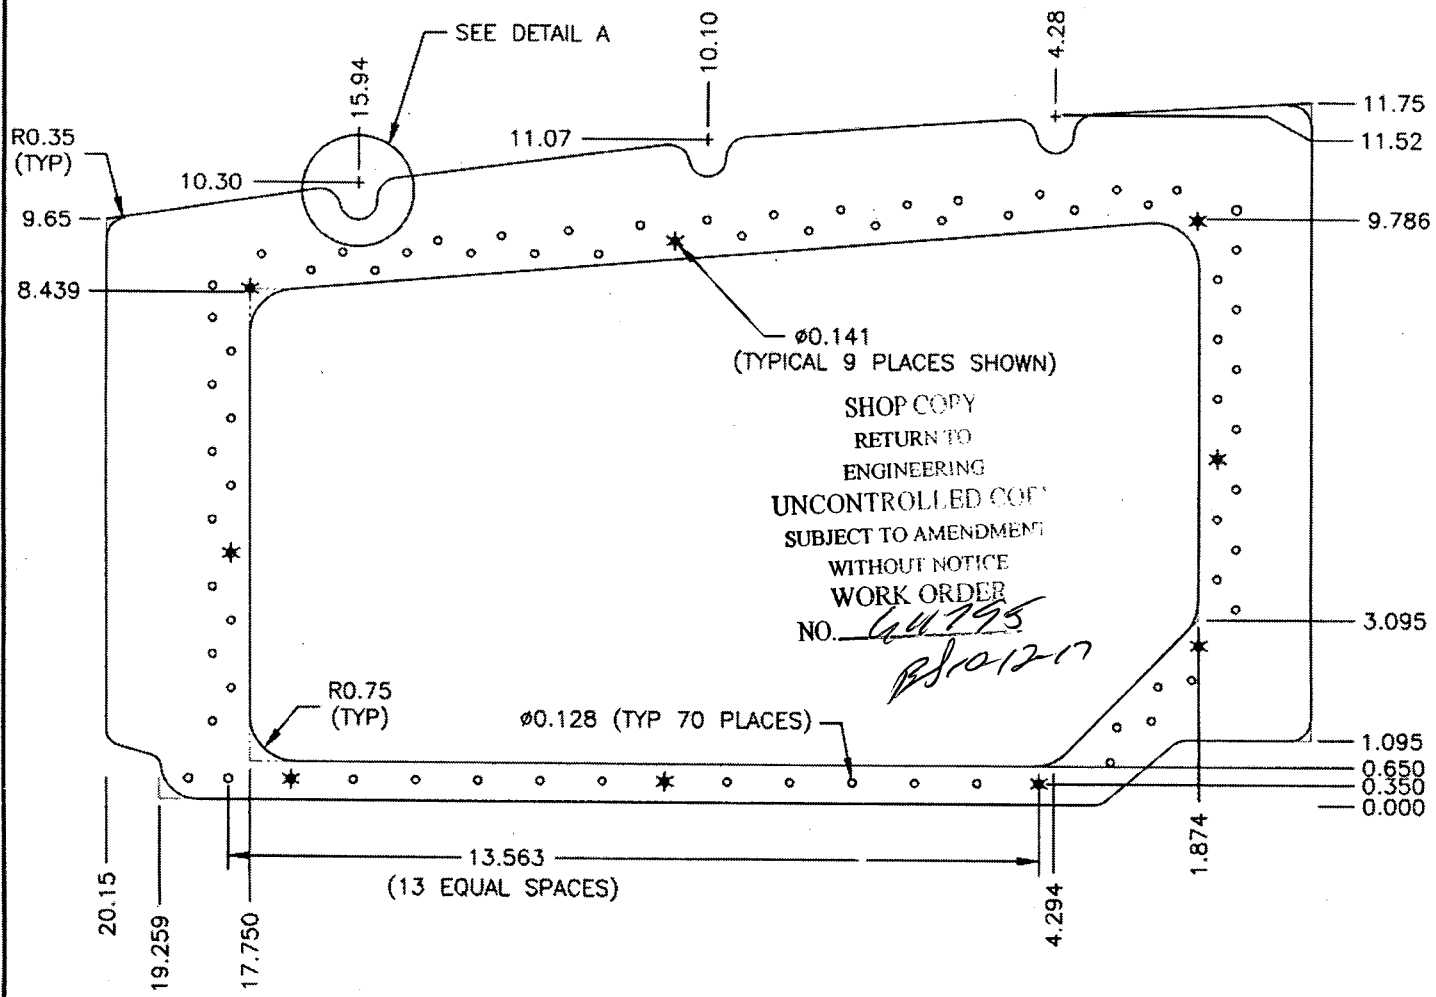 SEE DETAIL A
15.94
10.10
4.28
R0.35
(TYP)
11.07
10.30
9.65
8.439
11.75
11.52
9.786
ø0.141
(TYPICAL 9 PLACES SHOWN)
SHOP COPY
RETURN TO
ENGINEERING
UNCONTROLLED COPY
SUBJECT TO AMENDMENT
WITHOUT NOTICE
WORK ORDER
NO.
3.095
R0.75
(TYP)
ø0.128 (TYP 70 PLACES)
1.095
0.650
0.350
0.000
13.563
(13 EQUAL SPACES)
20.15
19.259
17.750
4.294
1.874